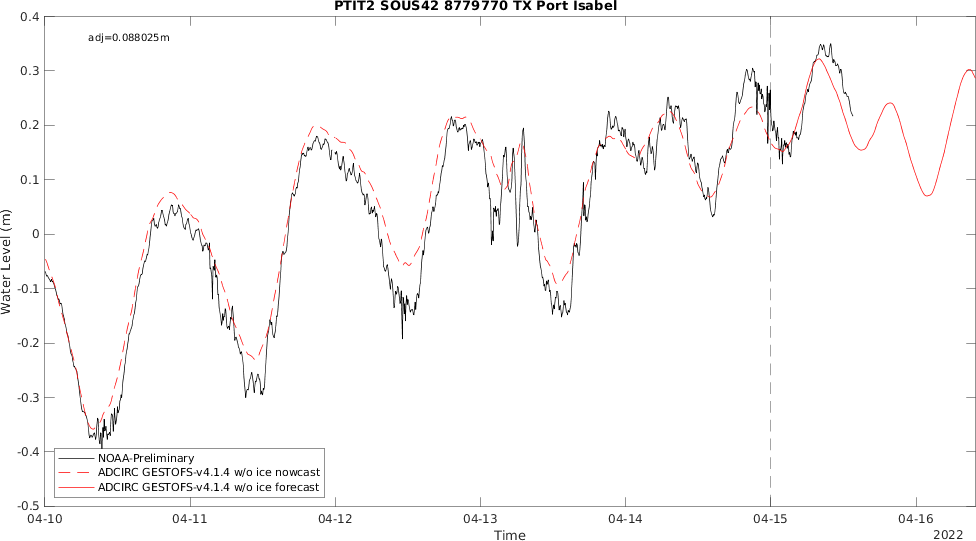 PTIT2 SOUS42 8779770 TX Port Isabel
adj=0.088025m
0.4
0.3
0.2
0.1
0
-0.1
-0.2
-0.3
-0.4
-0.5
Water Level (m)
NOAA-Preliminary
ADCIRC GESTOFS-v4.1.4 w/o ice nowcast
ADCIRC GESTOFS-v4.1.4 w/o ice forecast
04-10 04-11 04-12 04-13 04-14 04-15 04-16
Time
2022